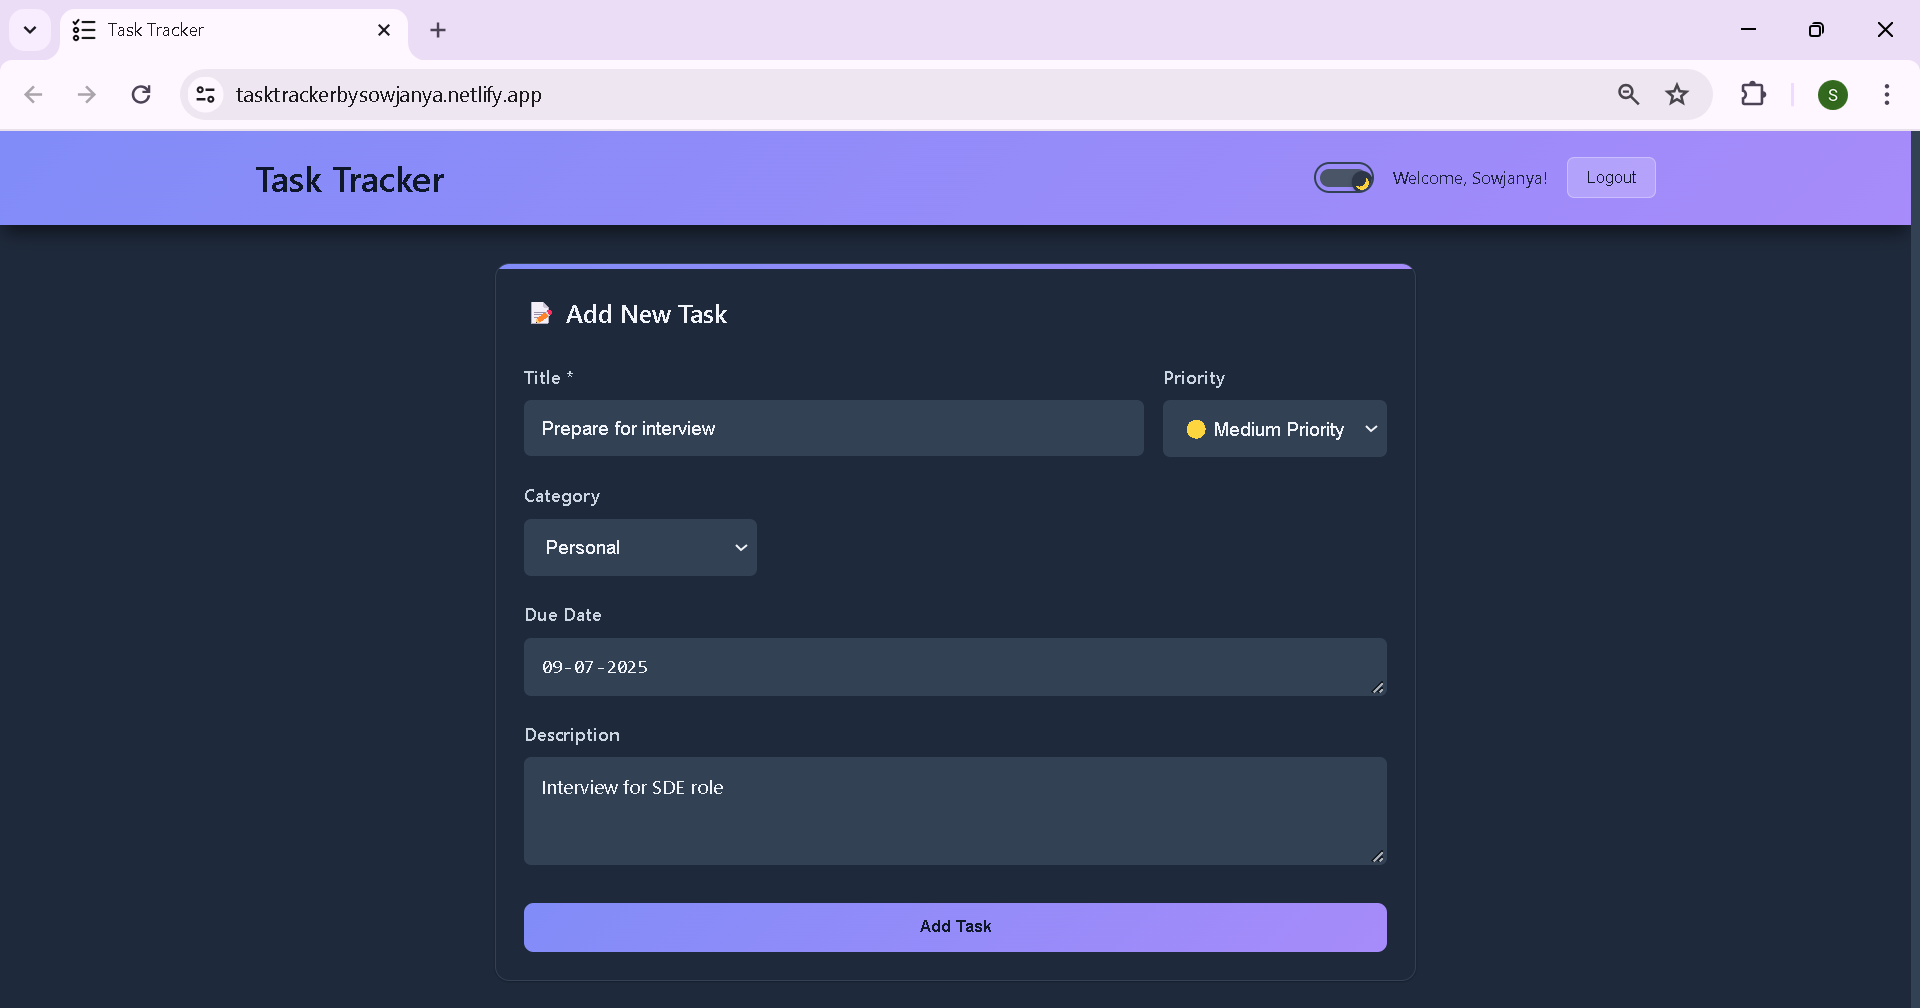 Task Tracker
tasktrackerbysowjanya.netlify.app
S
Task Tracker
Welcome, Sowjanya!
Logout
Add New Task
Title *
Priority
Prepare for interview
Medium Priority
Category
Personal
Due Date
09-07-2025
Description
Interview for SDE role
Add Task